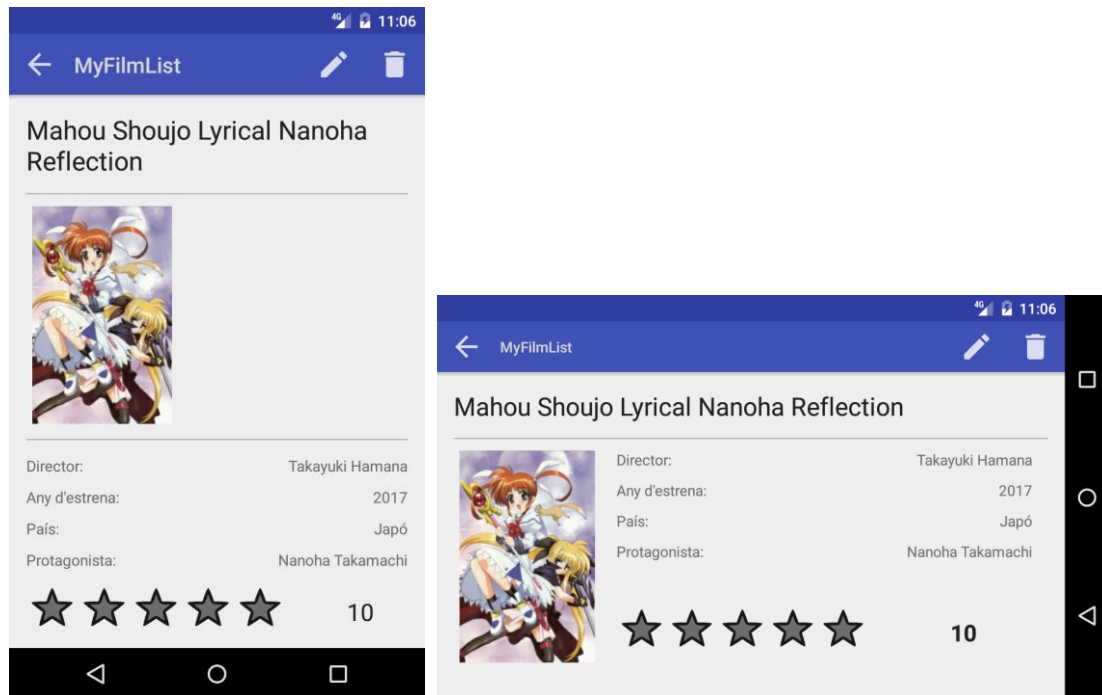 4G 11:06
MyFilmList
Mahou Shoujo Lyrical Nanoha
Reflection
Director: Takayuki Hamana
Any d'estrena: 2017
País: Japó
Protagonista: Nanoha Takamachi
10
4G 11:06
MyFilmList
Mahou Shoujo Lyrical Nanoha Reflection
Director: Takayuki Hamana
Any d'estrena: 2017
País: Japó
Protagonista: Nanoha Takamachi
10